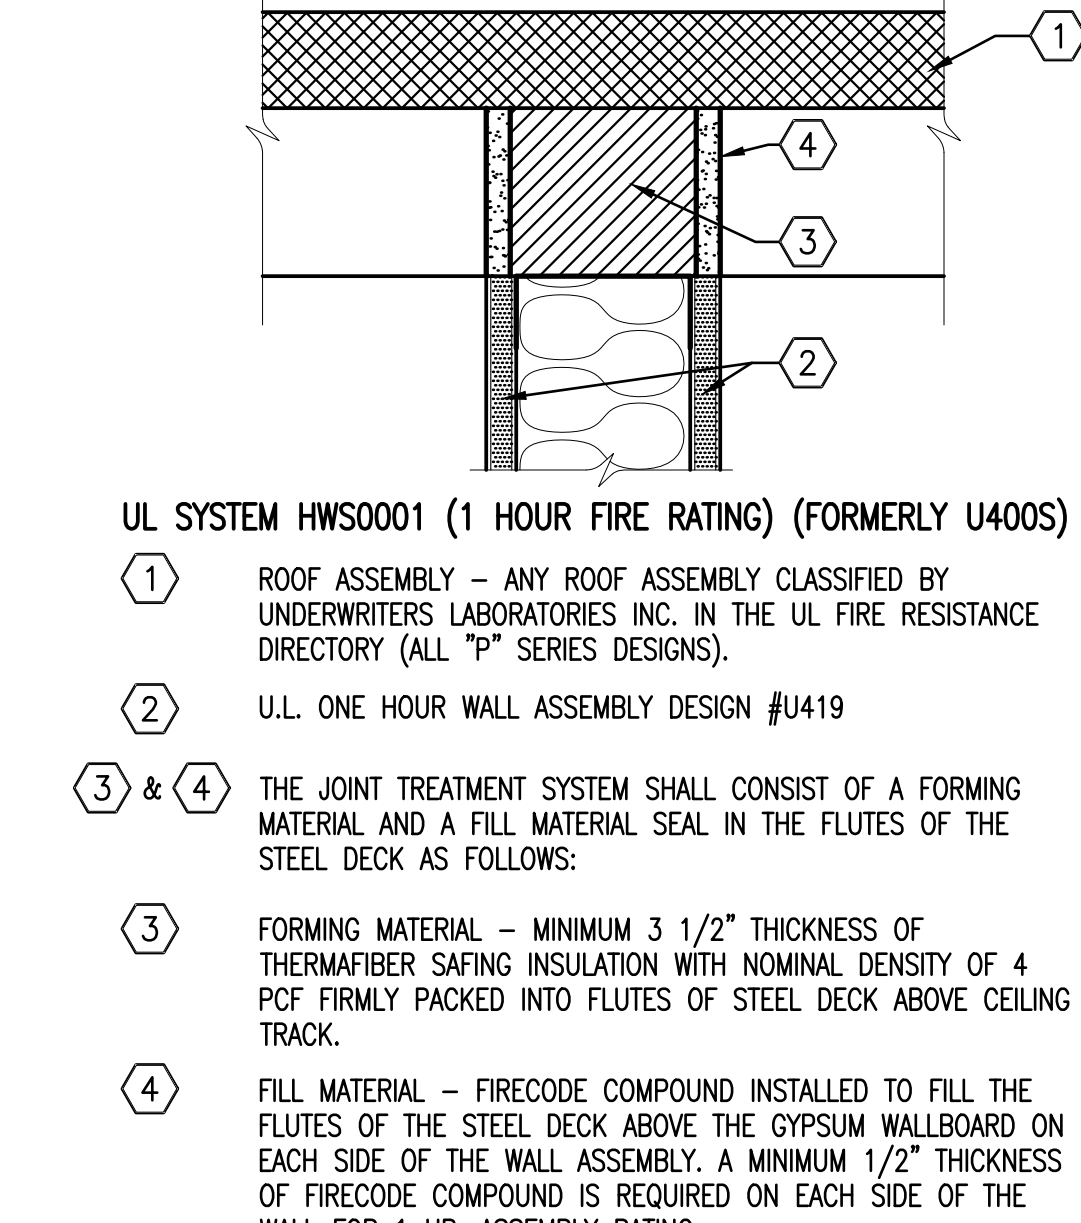 1
4
3
2
UL SYSTEM HWS0001 (1 HOUR FIRE RATING) (FORMERLY U400S)
1 ROOF ASSEMBLY – ANY ROOF ASSEMBLY CLASSIFIED BY
UNDERWRITERS LABORATORIES INC. IN THE UL FIRE RESISTANCE
DIRECTORY (ALL "P" SERIES DESIGNS).
2 U.L. ONE HOUR WALL ASSEMBLY DESIGN #U419
3 & 4 THE JOINT TREATMENT SYSTEM SHALL CONSIST OF A FORMING
MATERIAL AND A FILL MATERIAL SEAL IN THE FLUTES OF THE
STEEL DECK AS FOLLOWS:
3 FORMING MATERIAL – MINIMUM 3 1/2" THICKNESS OF
THERMAFIBER SAFING INSULATION WITH NOMINAL DENSITY OF 4
PCF FIRMLY PACKED INTO FLUTES OF STEEL DECK ABOVE CEILING
TRACK.
4 FILL MATERIAL – FIRECODE COMPOUND INSTALLED TO FILL THE
FLUTES OF THE STEEL DECK ABOVE THE GYPSUM WALLBOARD ON
EACH SIDE OF THE WALL ASSEMBLY. A MINIMUM 1/2" THICKNESS
OF FIRECODE COMPOUND IS REQUIRED ON EACH SIDE OF THE
WALL FOR 1 HR. ASSEMBLY RATING